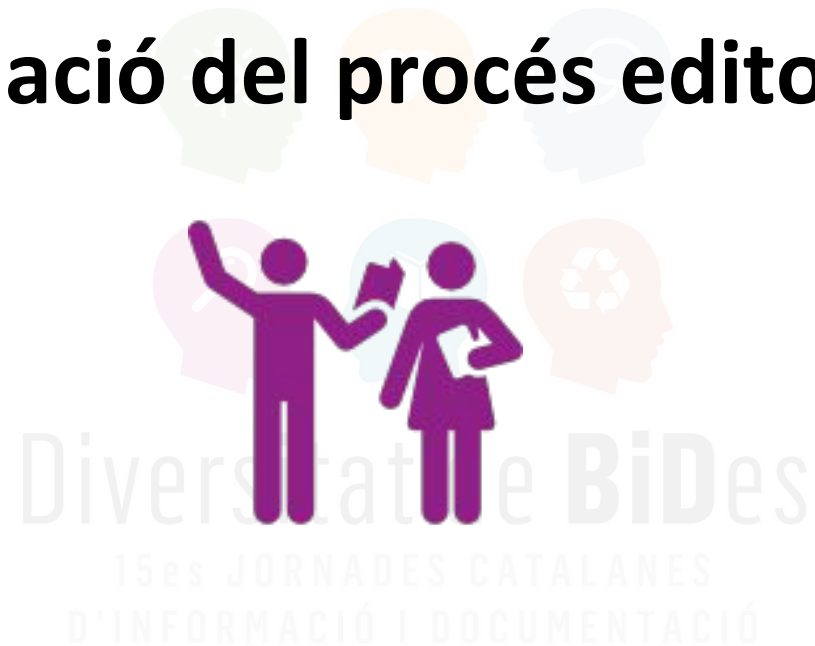 ació del procés edito
Diversitat de BiDes
15es JORNADES CATALANES
D'INFORMACIÓ I DOCUMENTACIÓ